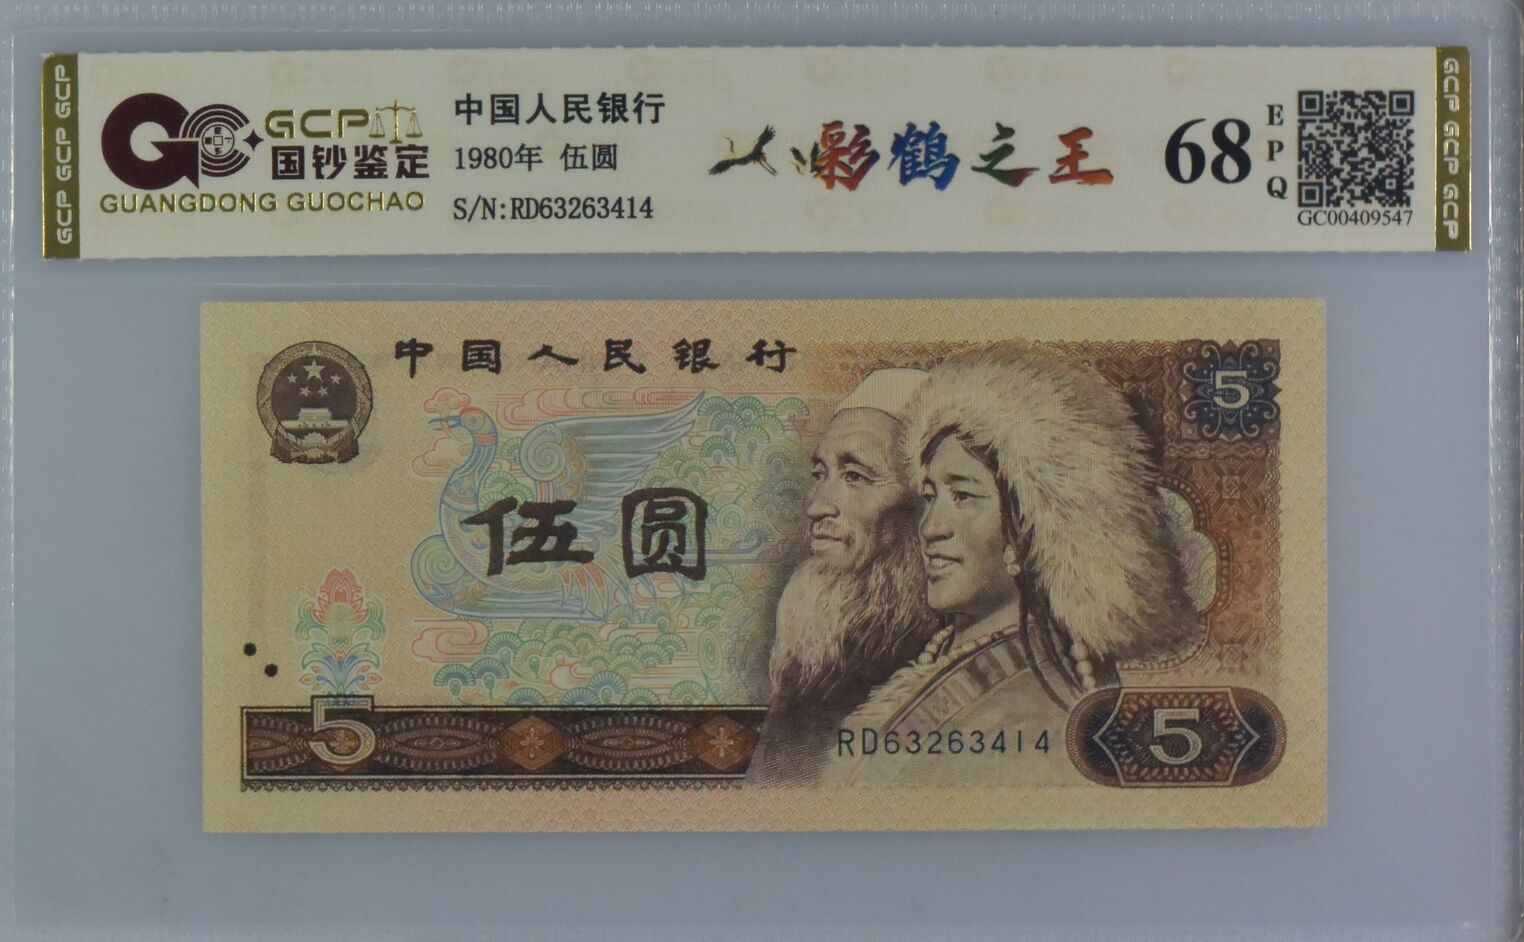 GCP GCP GCP
GCP
国钞鉴定
GUANGDONG GUOCHAO
中国人民银行
1980年 伍圆
S/N:RD63263414
彩鹤之王
68
EPQ
GC00409547
GCP GCP GCP
中国人民银行
5
伍圆
5
RD63263414
5